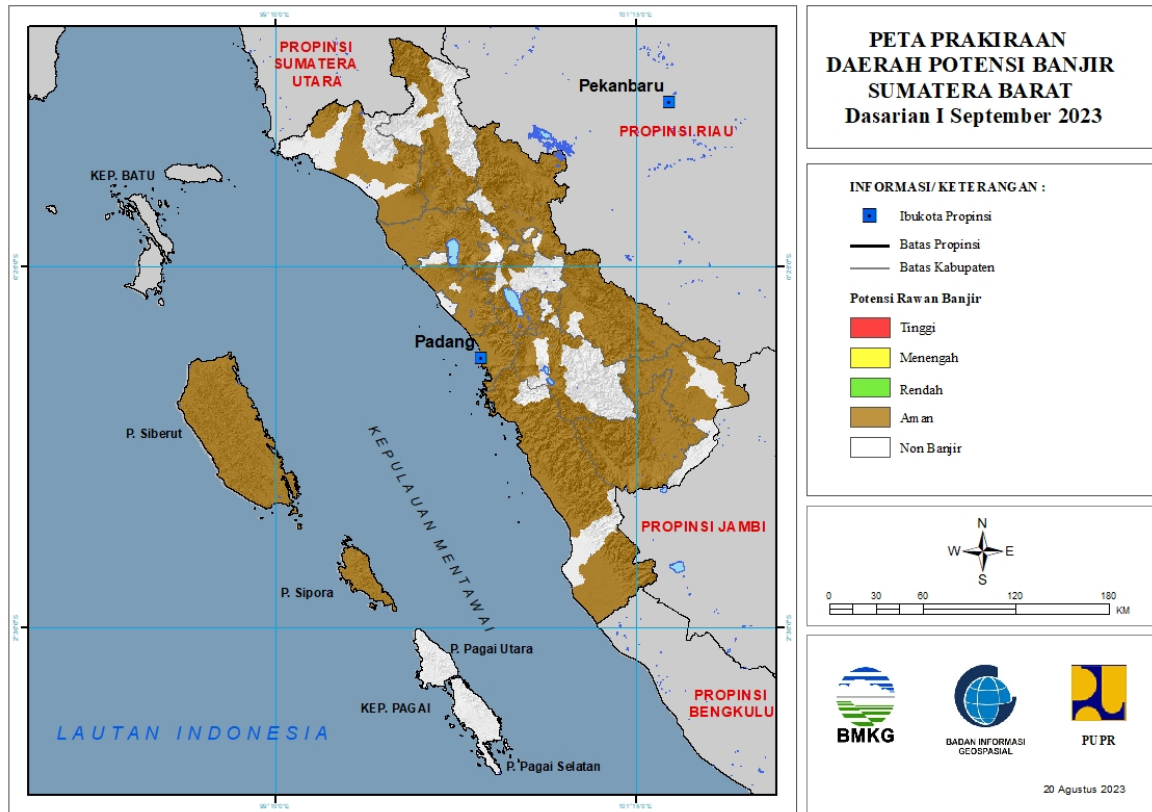 PROPINSI
SUMATERA
UTARA
Pekanbaru
PROPINSI RIAU
KEP. BATU
Padang
P. Siberut
KEPULAUAN MENTAWAI
PROPINSI JAMBI
P. Sipora
P. Pagai Utara
KEP. PAGAI
PROPINSI
BENGKULU
LAUTAN INDONESIA
P. Pagai Selatan
PETA PRAKIRAAN
DAERAH POTENSI BANJIR
SUMATERA BARAT
Dasarian I September 2023
INFORMASI/ KETERANGAN :
Ibukota Propinsi
Batas Propinsi
Batas Kabupaten
Potensi Rawan Banjir
Tinggi
Menengah
Rendah
Aman
Non Banjir
N
W E
S
0 30 60 120 180
KM
BMKG
BADAN INFORMASI
GEOSPASIAL
PUPR
20 Agustus 2023